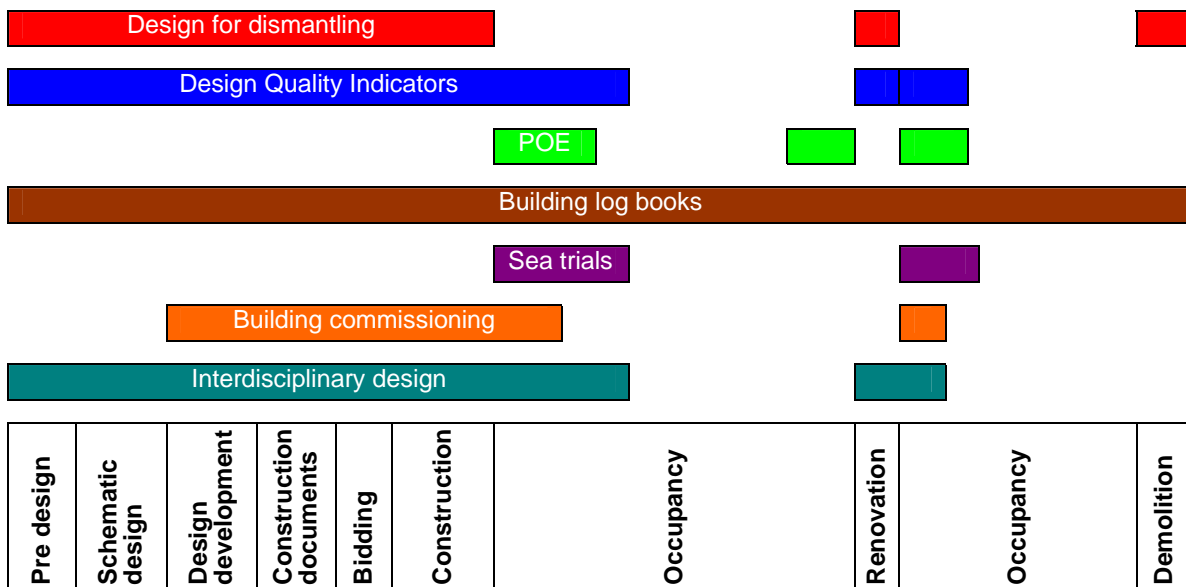 Design for dismantling
Design Quality Indicators
POE
Building log books
Sea trials
Building commissioning
Interdisciplinary design
Pre design
Schematic
design
Design
development
Construction
documents
Bidding
Construction
Occupancy
Renovation
Occupancy
Demolition